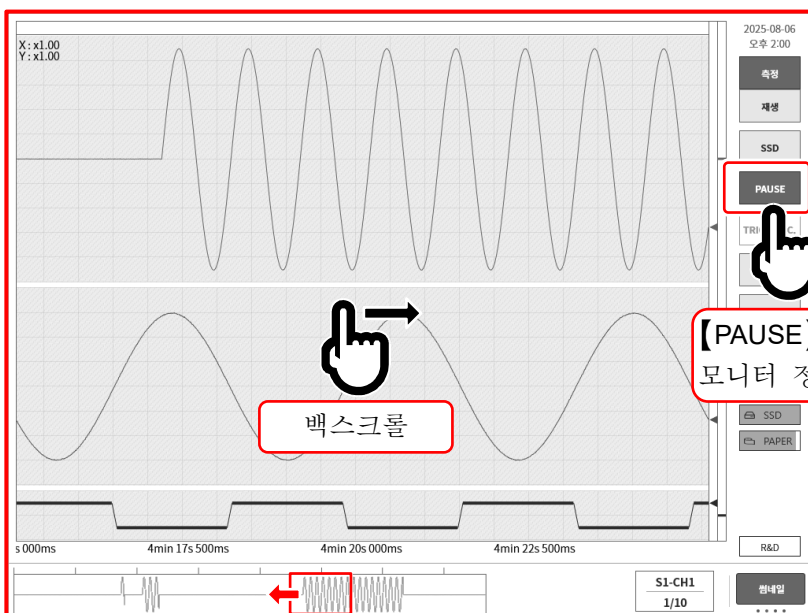 X: x1.00
Y: x1.00
2025-08-06
오후 2:00
측정
재생
SSD
PAUSE
TRI C.
【PAUSE】
모니터 정
백스크롤
SSD
PAPER
s 000ms
4min 17s 500ms
4min 20s 000ms
4min 22s 500ms
R&D
S1-CH1
1/10
썸네일